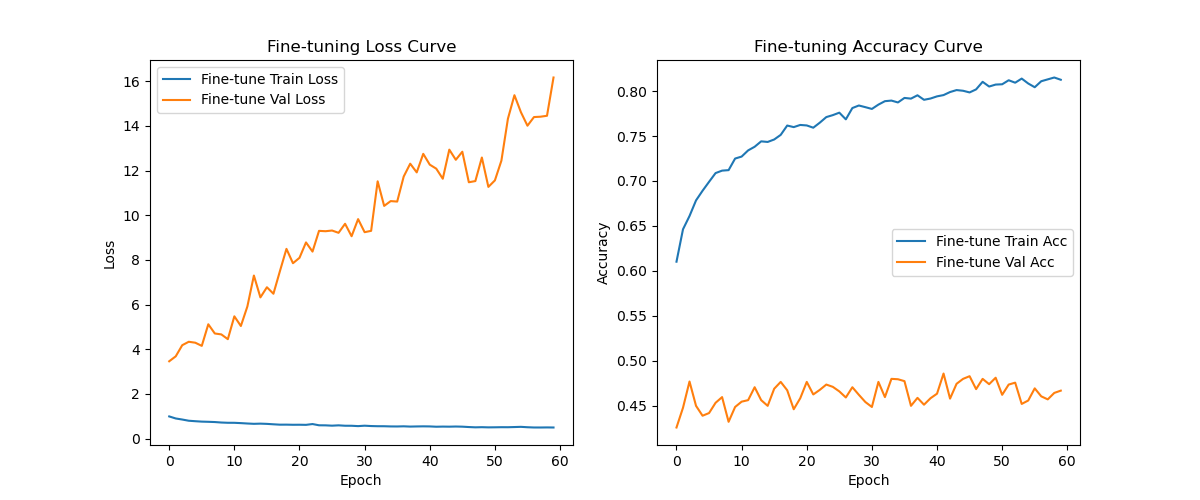 Fine-tuning Loss Curve
Fine-tune Train Loss
Fine-tune Val Loss
16
14
12
10
8
6
4
2
0
Loss
0 10 20 30 40 50 60
Epoch
Fine-tuning Accuracy Curve
0.80
0.75
0.70
0.65
0.60
0.55
0.50
0.45
Accuracy
Fine-tune Train Acc
Fine-tune Val Acc
0 10 20 30 40 50 60
Epoch